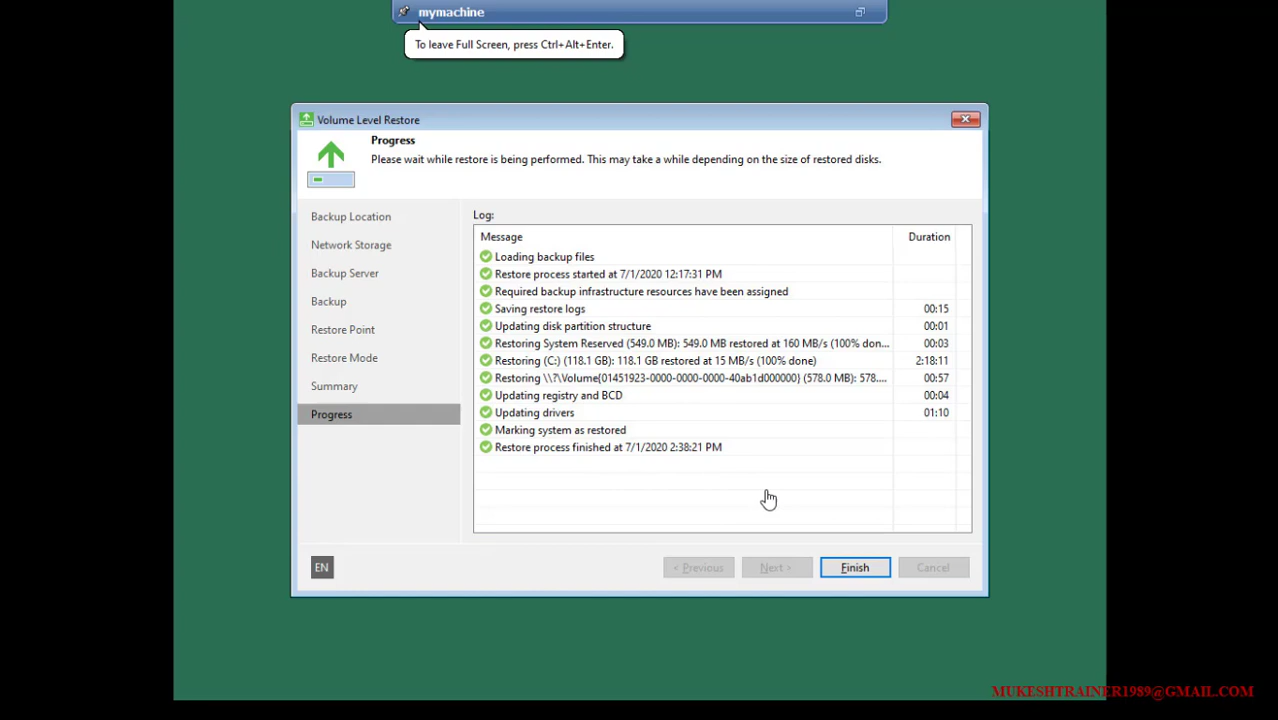 mymachine
To leave Full Screen, press Ctrl+Alt+Enter.
Volume Level Restore
Progress
Please wait while restore is being performed. This may take a while depending on the size of restored disks.
Backup Location
Network Storage
Backup Server
Backup
Restore Point
Restore Mode
Summary
Progress
Log:
Message Duration
Loading backup files
Restore process started at 7/1/2020 12:17:31 PM
Required backup infrastructure resources have been assigned
Saving restore logs 00:15
Updating disk partition structure 00:01
Restoring System Reserved (549.0 MB): 549.0 MB restored at 160 MB/s (100% don... 00:03
Restoring (C:) (118.1 GB): 118.1 GB restored at 15 MB/s (100% done) 2:18:11
Restoring \\?\Volume{01451923-0000-0000-0000-40ab1d000000} (578.0 MB): 578.... 00:57
Updating registry and BCD 00:04
Updating drivers 01:10
Marking system as restored
Restore process finished at 7/1/2020 2:38:21 PM
EN
< Previous
Next >
Finish
Cancel
MUKESHTRAINER1989@GMAIL.COM